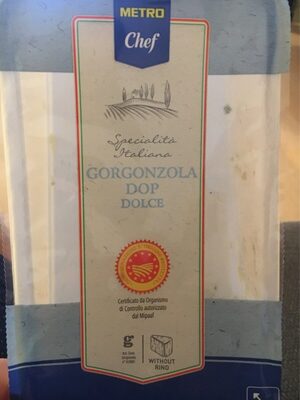 METRO
Chef
Specialità
Italiana
GORGONZOLA
DOP
DOLCE
Certificato da Organismo
di Controllo autorizzato
dal Mipaaf
g
WITHOUT
RIND